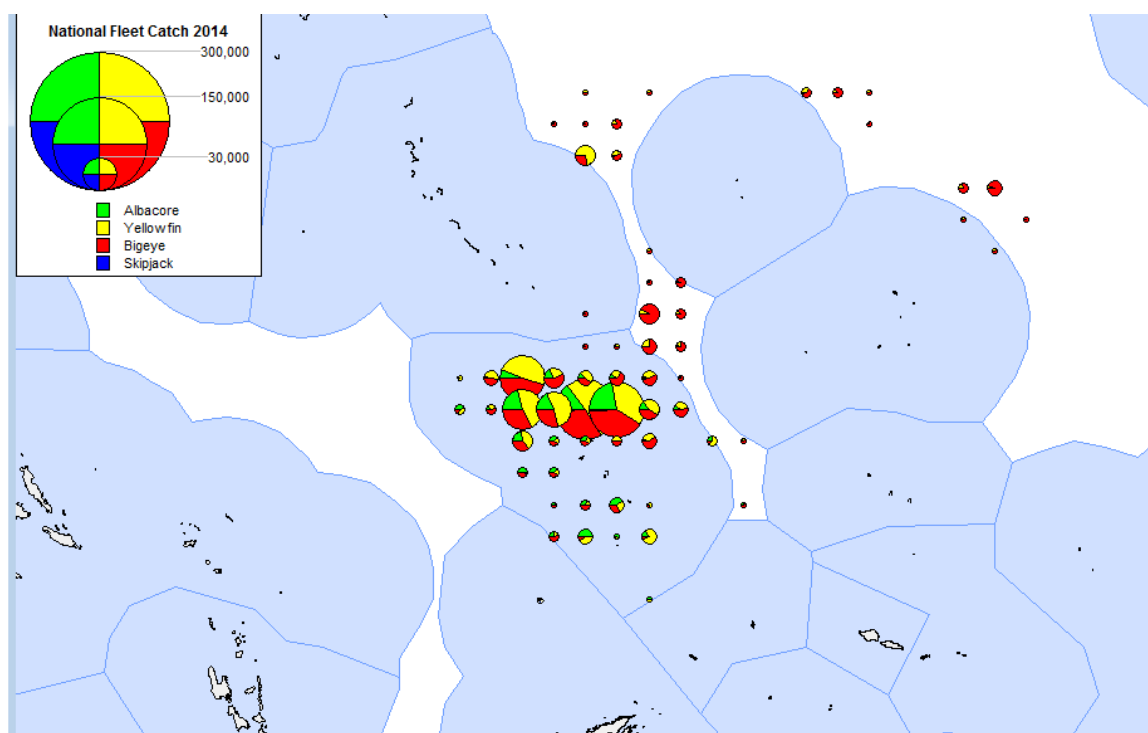 National Fleet Catch 2014
300,000
150,000
30,000
Albacore
Yellowfin
Bigeye
Skipjack